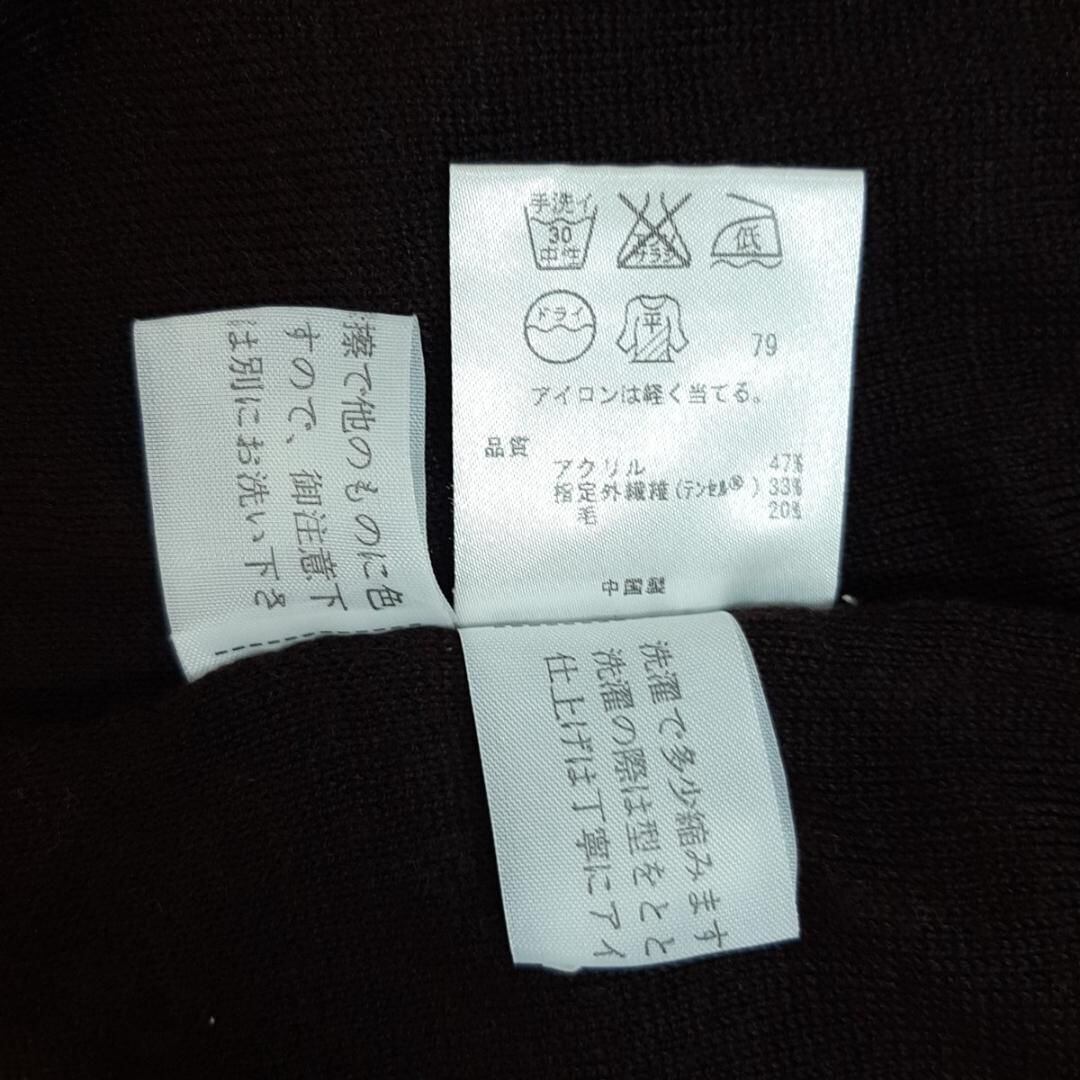 手洗イ
30
中性
エンソ
サラシ
低
ドライ
平
79
アイロンは軽く当てる。
品質
アクリル 47%
指定外繊維(テンセル®) 33%
毛 20%
中国製
擦で他のものに色
すので、御注意下
は別にお洗い下さ
洗濯で多少縮みます
洗濯の際は型をとと
仕上げは丁寧にアイ